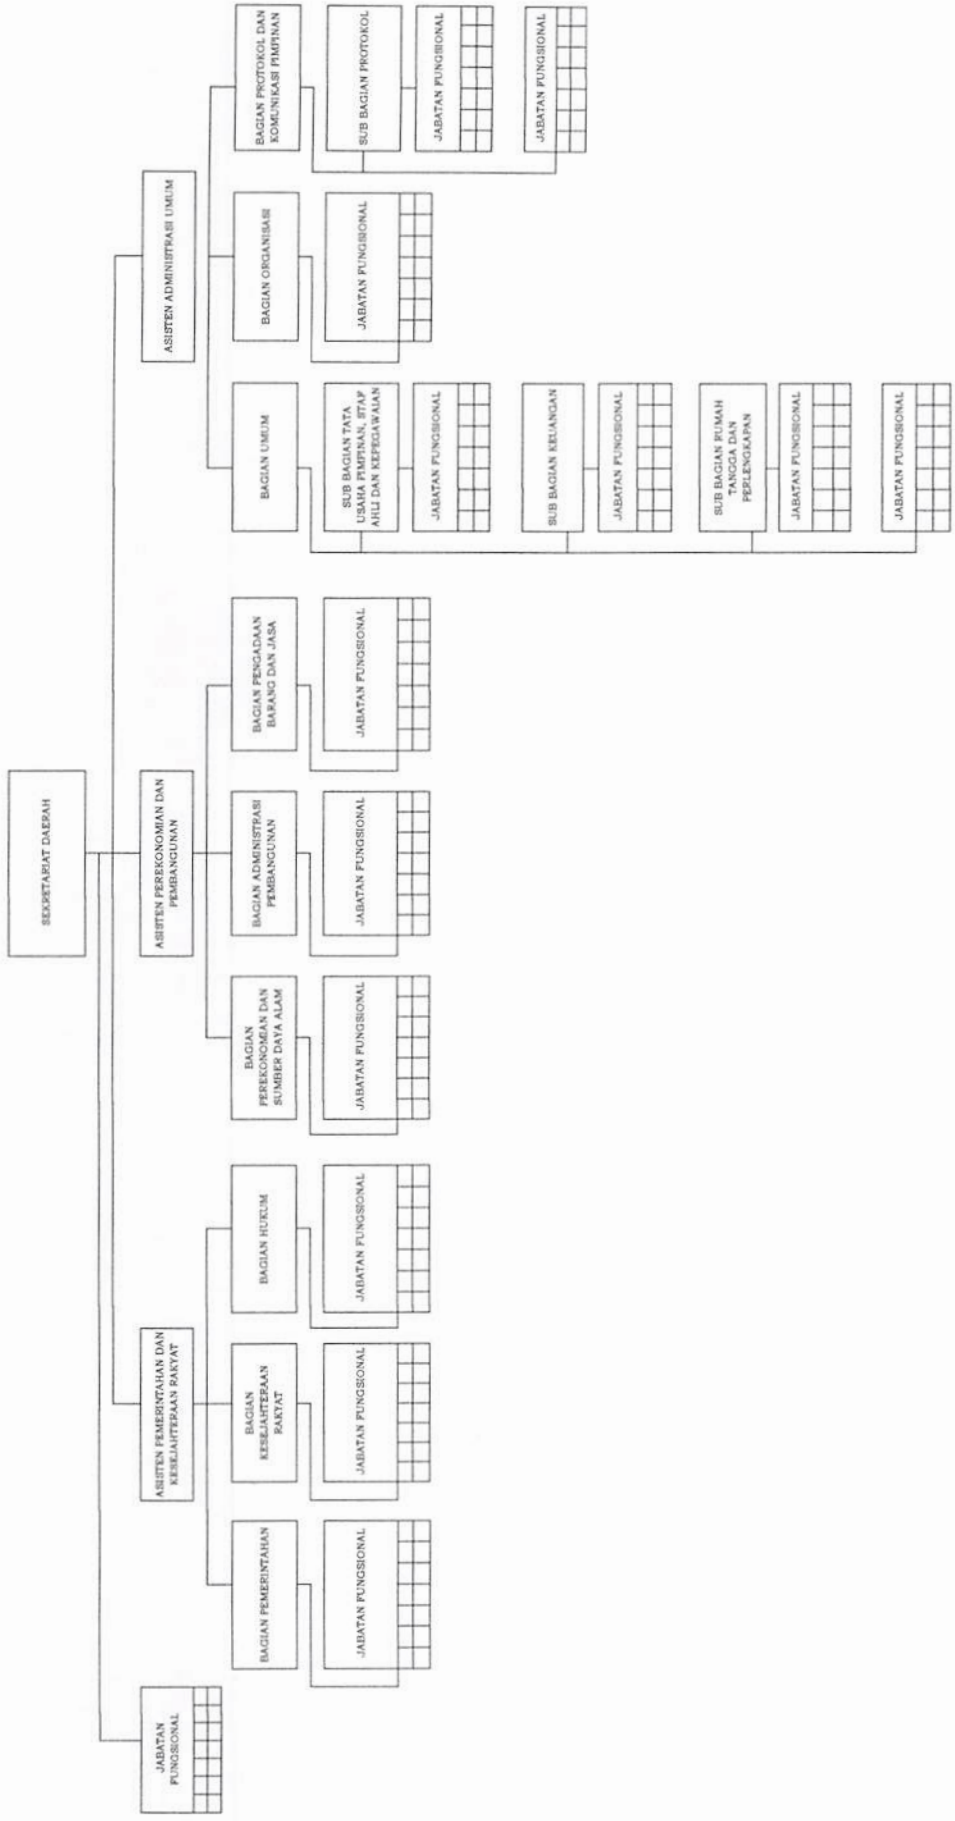 SEKRETARIAT DAERAH
JABATAN
FUNGSIONAL
ASISTEN PEMERINTAHAN DAN
KESEJAHTERAAN RAKYAT
ASISTEN PEREKONOMIAN DAN
PEMBANGUNAN
ASISTEN ADMINISTRASI UMUM
BAGIAN PEMERINTAHAN
BAGIAN
KESEJAHTERAAN
RAKYAT
BAGIAN HUKUM
BAGIAN
PEREKONOMIAN DAN
SUMBER DAYA ALAM
BAGIAN ADMINISTRASI
PEMBANGUNAN
BAGIAN PENGADAAN
BARANG DAN JASA
BAGIAN UMUM
BAGIAN ORGANISASI
BAGIAN PROTOKOL DAN
KOMUNIKASI PIMPINAN
JABATAN FUNGSIONAL
JABATAN FUNGSIONAL
JABATAN FUNGSIONAL
JABATAN FUNGSIONAL
JABATAN FUNGSIONAL
JABATAN FUNGSIONAL
SUB BAGIAN TATA
USAHA PIMPINAN, STAF
AHLI DAN KEPEGAWAIAN
JABATAN FUNGSIONAL
SUB BAGIAN PROTOKOL
JABATAN FUNGSIONAL
JABATAN FUNGSIONAL
SUB BAGIAN KEUANGAN
JABATAN FUNGSIONAL
JABATAN FUNGSIONAL
SUB BAGIAN RUMAH
TANGGA DAN
PERLENGKAPAN
JABATAN FUNGSIONAL
JABATAN FUNGSIONAL